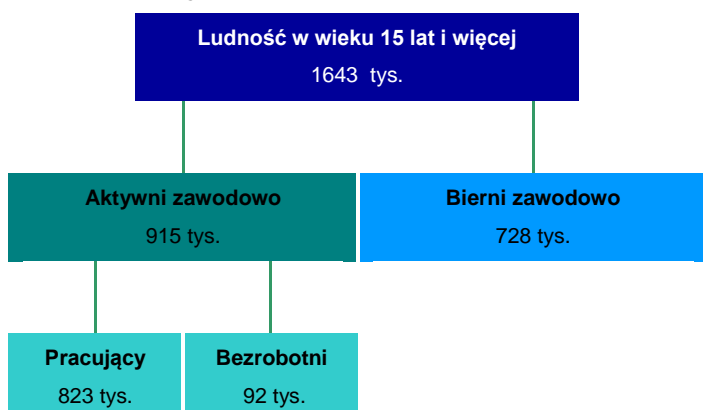 Ludność w wieku 15 lat i więcej
1643 tys.
Aktywni zawodowo
915 tys.
Bierni zawodowo
728 tys.
Pracujący
823 tys.
Bezrobotni
92 tys.